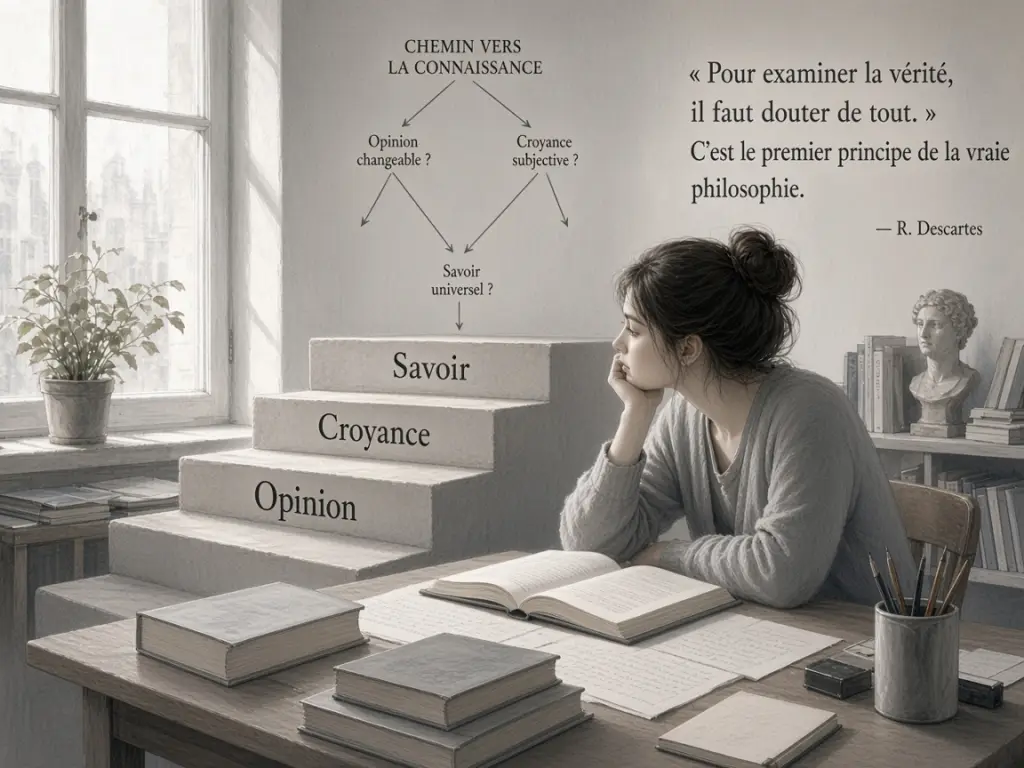 CHEMIN VERS
LA CONNAISSANCE
Opinion
changeable ?
Croyance
subjective ?
Savoir
universel ?
« Pour examiner la vérité,
il faut douter de tout. »
C’est le premier principe de la vraie
philosophie.
— R. Descartes
Savoir
Croyance
Opinion